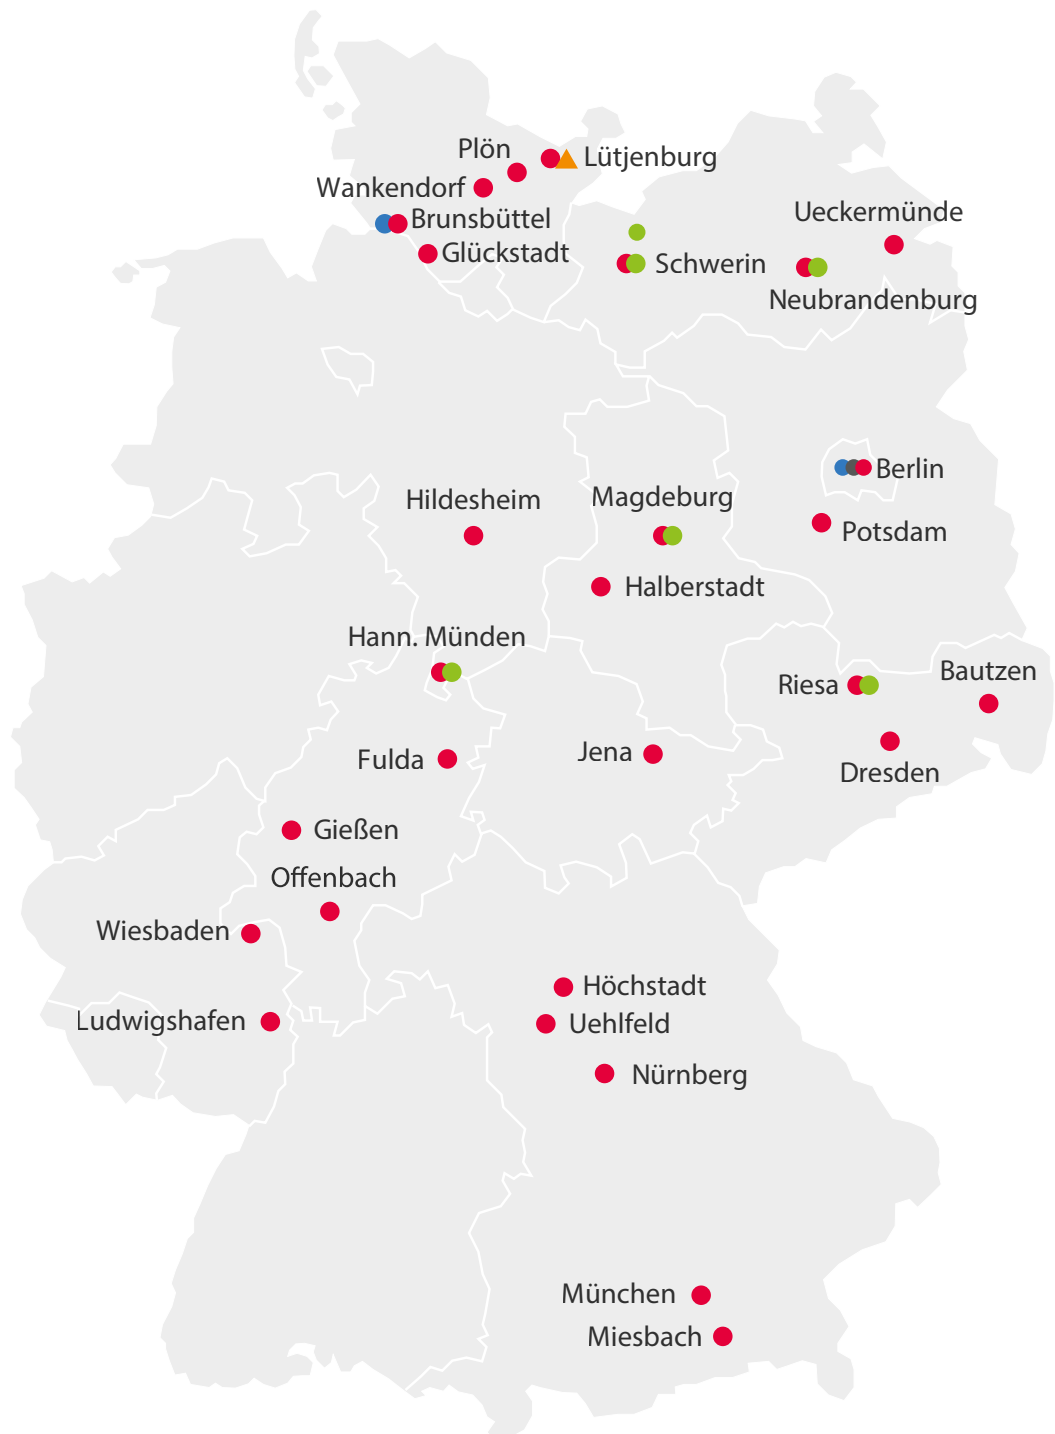 Plön
Lütjenburg
Wankendorf
Brunsbüttel
Ueckermünde
Glückstadt
Schwerin
Neubrandenburg
Berlin
Hildesheim
Magdeburg
Potsdam
Halberstadt
Hann. Münden
Bautzen
Riesa
Jena
Fulda
Dresden
Gießen
Offenbach
Wiesbaden
Höchstadt
Ludwigshafen
Uehlfeld
Nürnberg
München
Miesbach